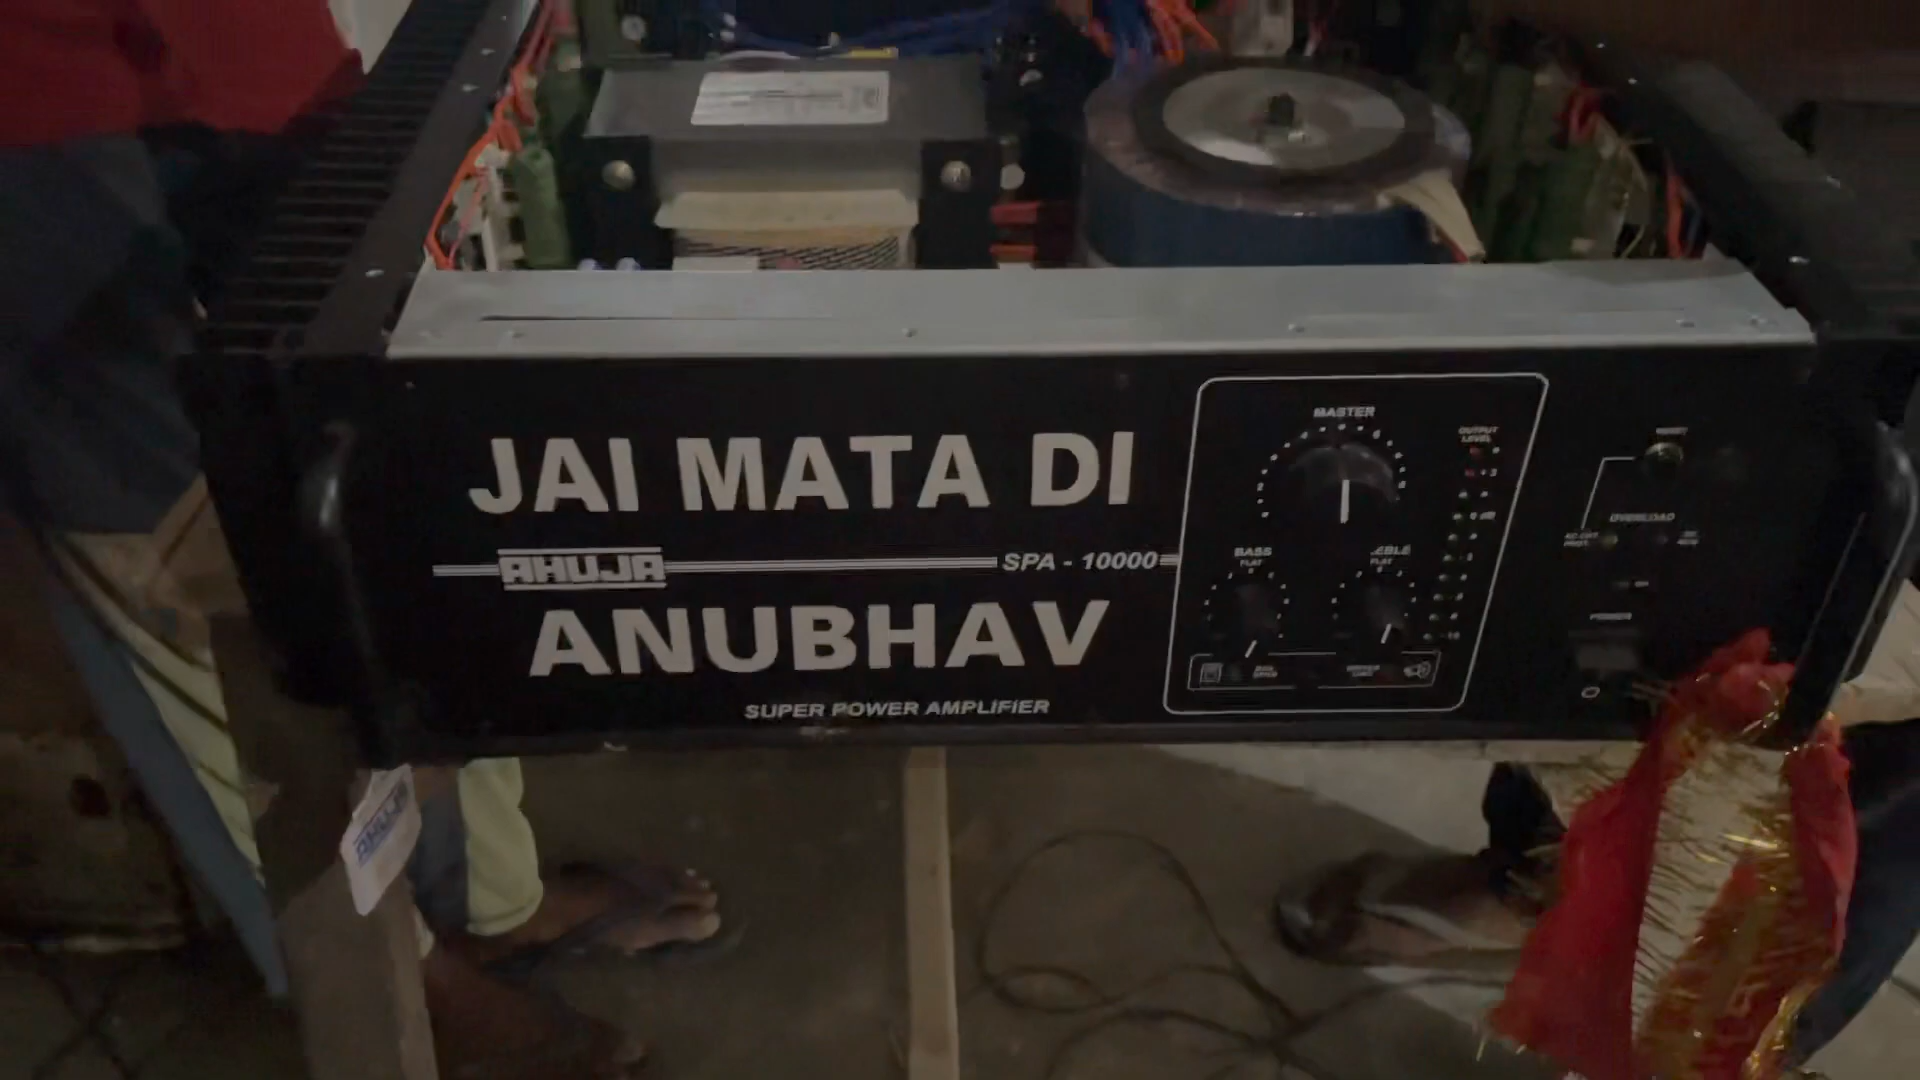 JAI MATA DI
AHUJA
SPA - 10000
ANUBHAV
SUPER POWER AMPLIFIER
MASTER
OUTPUT
LEVEL
BASS
FLAT
FLAT
RESET
OVERLOAD
POWER
AHUJA